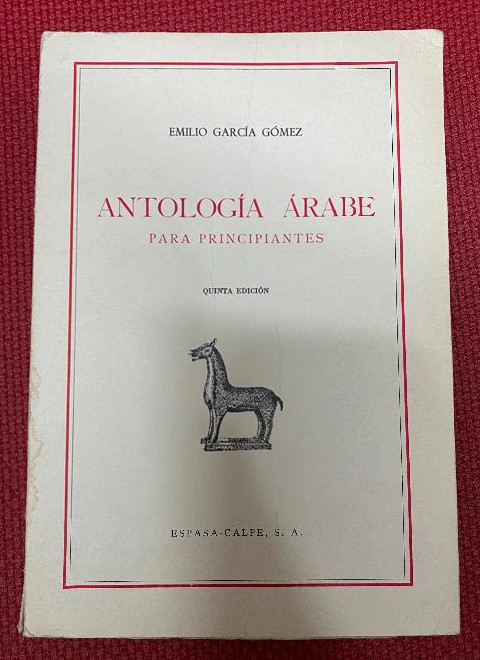 EMILIO GARCÍA GÓMEZ
ANTOLOGÍA ÁRABE
PARA PRINCIPIANTES
QUINTA EDICIÓN
ESPASA-CALPE, S. A.